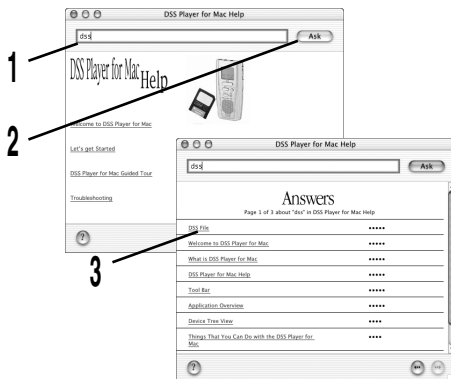 DSS Player for Mac Help
dss
Ask
1
DSS Player for Mac Help
2
Welcome to DSS Player for Mac
Let's get Started
DSS Player for Mac Guided Tour
Troubleshooting
?
DSS Player for Mac Help
dss
Ask
Answers
Page 1 of 3 about "dss" in DSS Player for Mac Help
3
DSS File •••••
Welcome to DSS Player for Mac •••••
What is DSS Player for Mac ••••
DSS Player for Mac Help ••••
Tool Bar ••••
Application Overview ••••
Device Tree View ••••
Things That You Can Do with the DSS Player for ••••
Mac
?